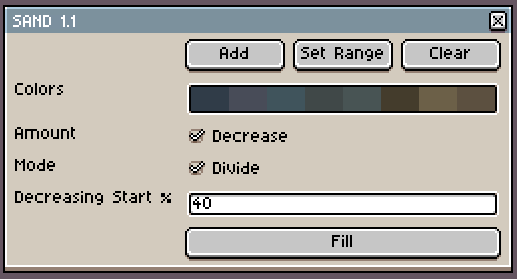 SAND 1.1
Add Set Range Clear
Colors
Amount Decrease
Mode Divide
Decreasing Start % 40
Fill